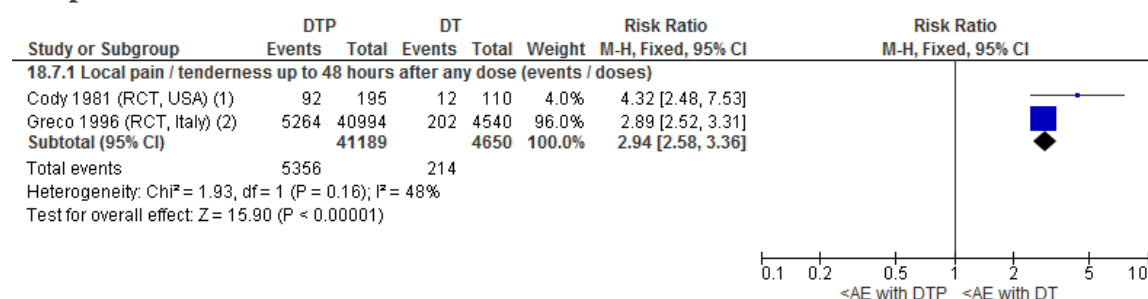 DTP DT Risk Ratio Risk Ratio
Study or Subgroup Events Total Events Total Weight M-H, Fixed, 95% CI M-H, Fixed, 95% CI
18.7.1 Local pain / tenderness up to 48 hours after any dose (events / doses)
Cody 1981 (RCT, USA) (1) 92 195 12 110 4.0% 4.32 [2.48, 7.53]
Greco 1996 (RCT, Italy) (2) 5264 40994 202 4540 96.0% 2.89 [2.52, 3.31]
Subtotal (95% CI) 41189 4650 100.0% 2.94 [2.58, 3.36]
Total events 5356 214
Heterogeneity: Chi² = 1.93, df = 1 (P = 0.16); I² = 48%
Test for overall effect: Z = 15.90 (P < 0.00001)
0.1 0.2 0.5 1 2 5 10
<AE with DTP <AE with DT